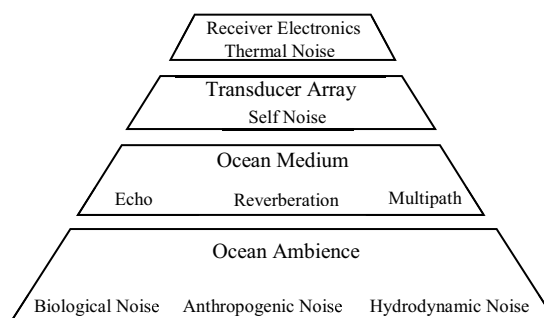 Receiver Electronics
Thermal Noise
Transducer Array
Self Noise
Ocean Medium
Echo Reverberation Multipath
Ocean Ambience
Biological Noise Anthropogenic Noise Hydrodynamic Noise